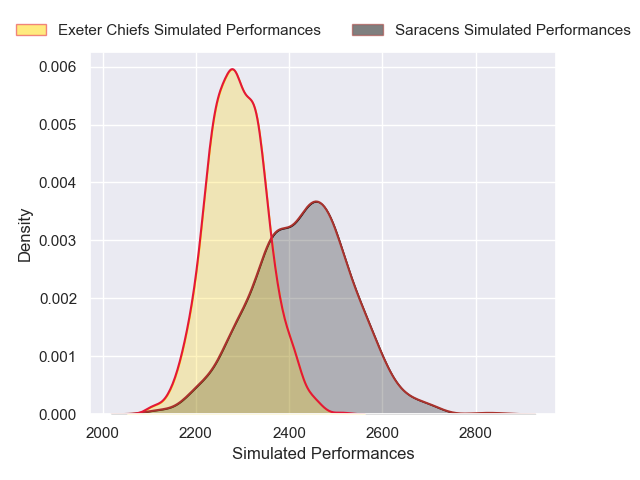 Exeter Chiefs Simulated Performances Saracens Simulated Performances
0.006
0.005
0.004
0.003
0.002
0.001
0.000
Density
2000 2200 2400 2600 2800
Simulated Performances